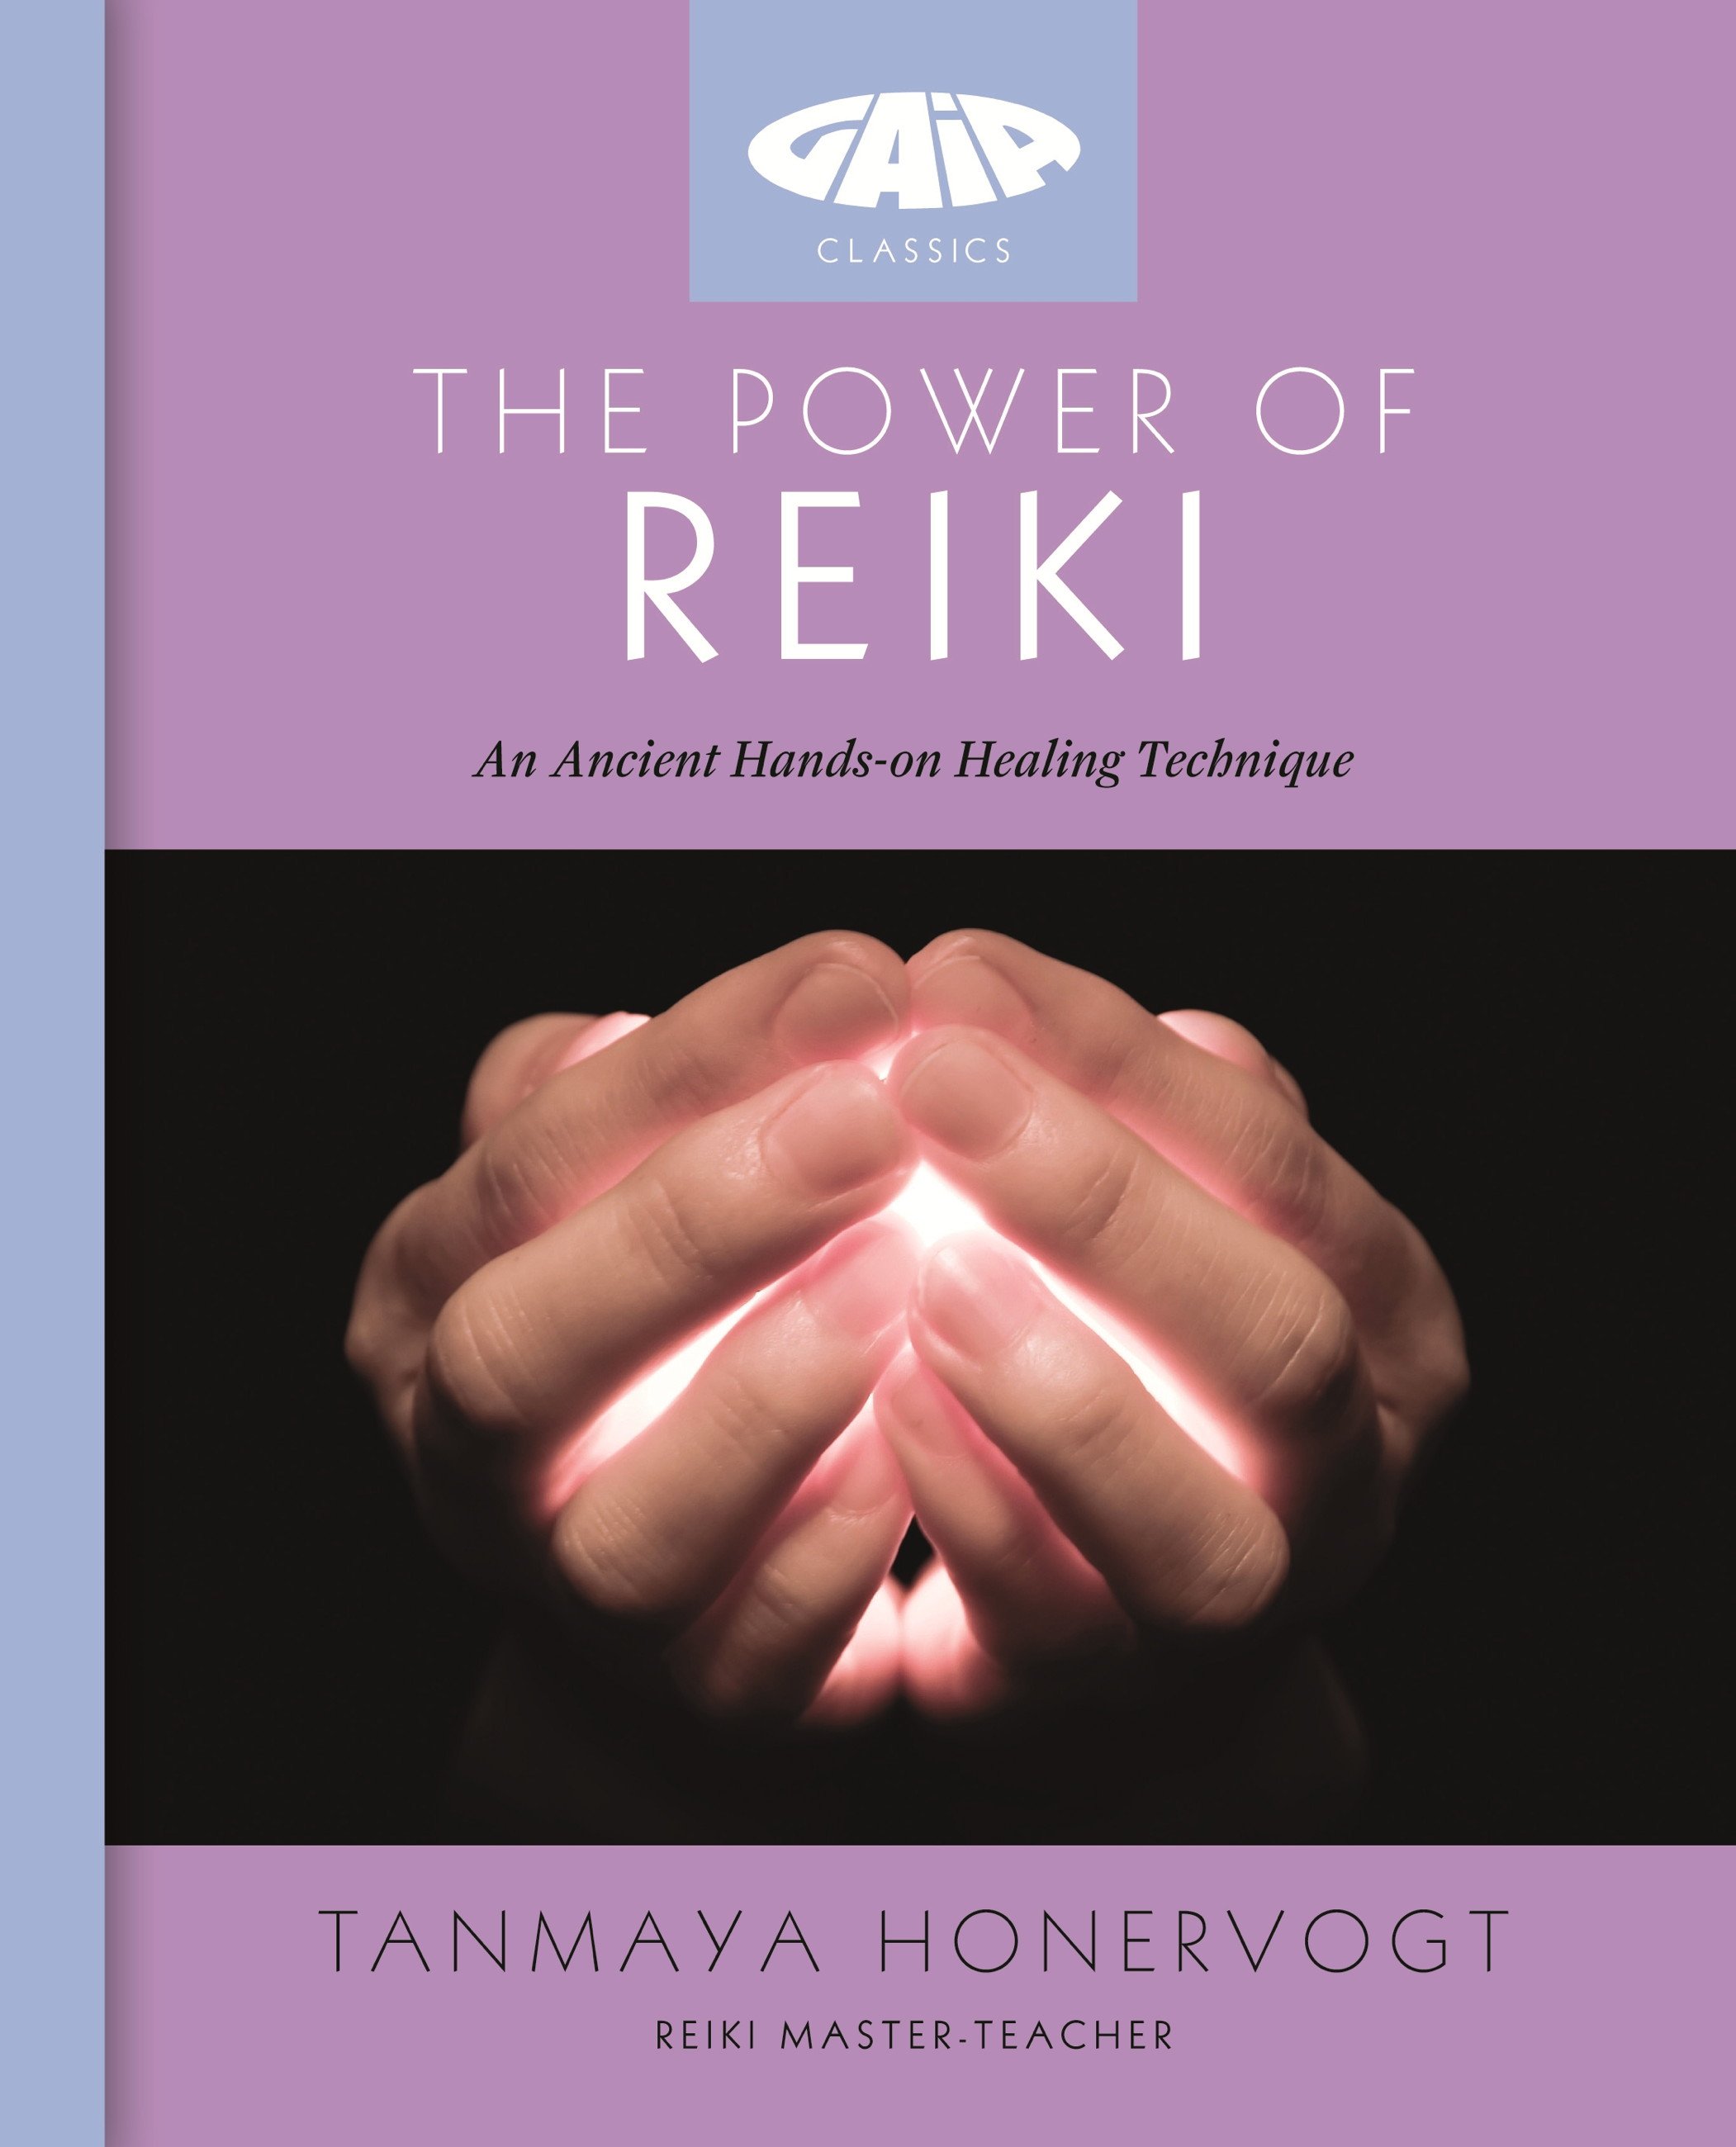 GAiA
CLASSICS
THE POWER OF
REIKI
An Ancient Hands-on Healing Technique
TANMAYA HONERVOGT
REIKI MASTER-TEACHER